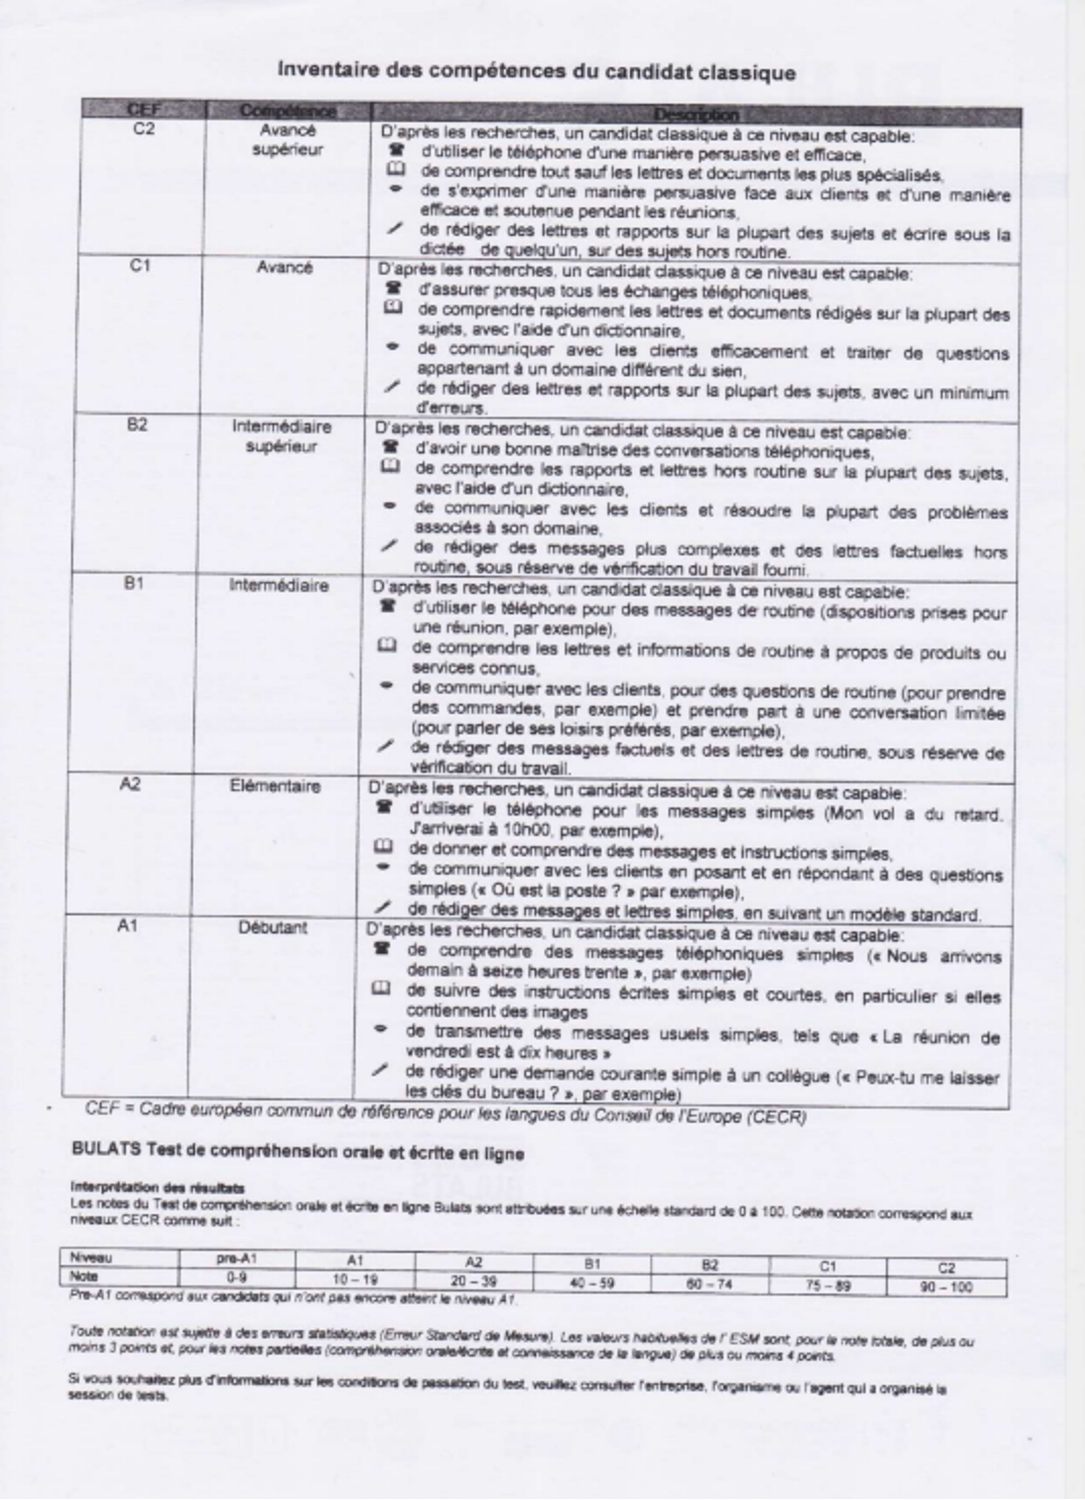 Inventaire des compétences du candidat classique
CEF Compétence Description
C2 Avancé supérieur D'après les recherches, un candidat classique à ce niveau est capable:
d'utiliser le téléphone d'une manière persuasive et efficace,
de comprendre tout sauf les lettres et documents les plus spécialisés,
de s'exprimer d'une manière persuasive face aux clients et d'une manière
efficace et soutenue pendant les réunions,
de rédiger des lettres et rapports sur la plupart des sujets et écrire sous la
dictée de quelqu'un, sur des sujets hors routine.
C1 Avancé D'après les recherches, un candidat classique à ce niveau est capable:
d'assurer presque tous les échanges téléphoniques,
de comprendre rapidement les lettres et documents rédigés sur la plupart des
sujets, avec l'aide d'un dictionnaire,
de communiquer avec les clients efficacement et traiter de questions
appartenant à un domaine différent du sien,
de rédiger des lettres et rapports sur la plupart des sujets, avec un minimum
d'erreurs.
B2 Intermédiaire supérieur D'après les recherches, un candidat classique à ce niveau est capable:
d'avoir une bonne maîtrise des conversations téléphoniques,
de comprendre les rapports et lettres hors routine sur la plupart des sujets,
avec l'aide d'un dictionnaire,
de communiquer avec les clients et résoudre la plupart des problèmes
associés à son domaine,
de rédiger des messages plus complexes et des lettres factuelles hors
routine, sous réserve de vérification du travail fourni.
B1 Intermédiaire D'après les recherches, un candidat classique à ce niveau est capable:
d'utiliser le téléphone pour des messages de routine (dispositions prises pour
une réunion, par exemple),
de comprendre les lettres et informations de routine à propos de produits ou
services connus,
de communiquer avec les clients, pour des questions de routine (pour prendre
des commandes, par exemple) et prendre part à une conversation limitée
(pour parler de ses loisirs préférés, par exemple),
de rédiger des messages factuels et des lettres de routine, sous réserve de
vérification du travail.
A2 Elémentaire D'après les recherches, un candidat classique à ce niveau est capable:
d'utiliser le téléphone pour les messages simples (Mon vol a du retard.
J'arriverai à 10h00, par exemple),
de donner et comprendre des messages et instructions simples,
de communiquer avec les clients en posant et en répondant à des questions
simples (« Où est la poste ? » par exemple),
de rédiger des messages et lettres simples, en suivant un modèle standard.
A1 Débutant D'après les recherches, un candidat classique à ce niveau est capable:
de comprendre des messages téléphoniques simples (« Nous arrivons
demain à seize heures trente », par exemple)
de suivre des instructions écrites simples et courtes, en particulier si elles
contiennent des images
de transmettre des messages usuels simples, tels que « La réunion de
vendredi est à dix heures »
de rédiger une demande courante simple à un collègue (« Peux-tu me laisser
les clés du bureau ? », par exemple)
CEF = Cadre européen commun de référence pour les langues du Conseil de l'Europe (CECR)
BULATS Test de compréhension orale et écrite en ligne
Interprétation des résultats
Les notes du Test de compréhension orale et écrite en ligne Bulats sont attribuées sur une échelle standard de 0 à 100. Cette notation correspond aux
niveaux CECR comme suit :
Niveau pre-A1 A1 A2 B1 B2 C1 C2
Note 0-9 10 – 19 20 – 39 40 – 59 60 – 74 75 – 89 90 – 100
Pre-A1 correspond aux candidats qui n'ont pas encore atteint le niveau A1.
Toute notation est sujette à des erreurs statistiques (Erreur Standard de Mesure). Les valeurs habituelles de l' ESM sont, pour la note totale, de plus ou
moins 3 points et, pour les notes partielles (compréhension orale/écrite et connaissance de la langue) de plus ou moins 4 points.
Si vous souhaitez plus d'informations sur les conditions de passation du test, veuillez consulter l'entreprise, l'organisme ou l'agent qui a organisé la
session de tests.